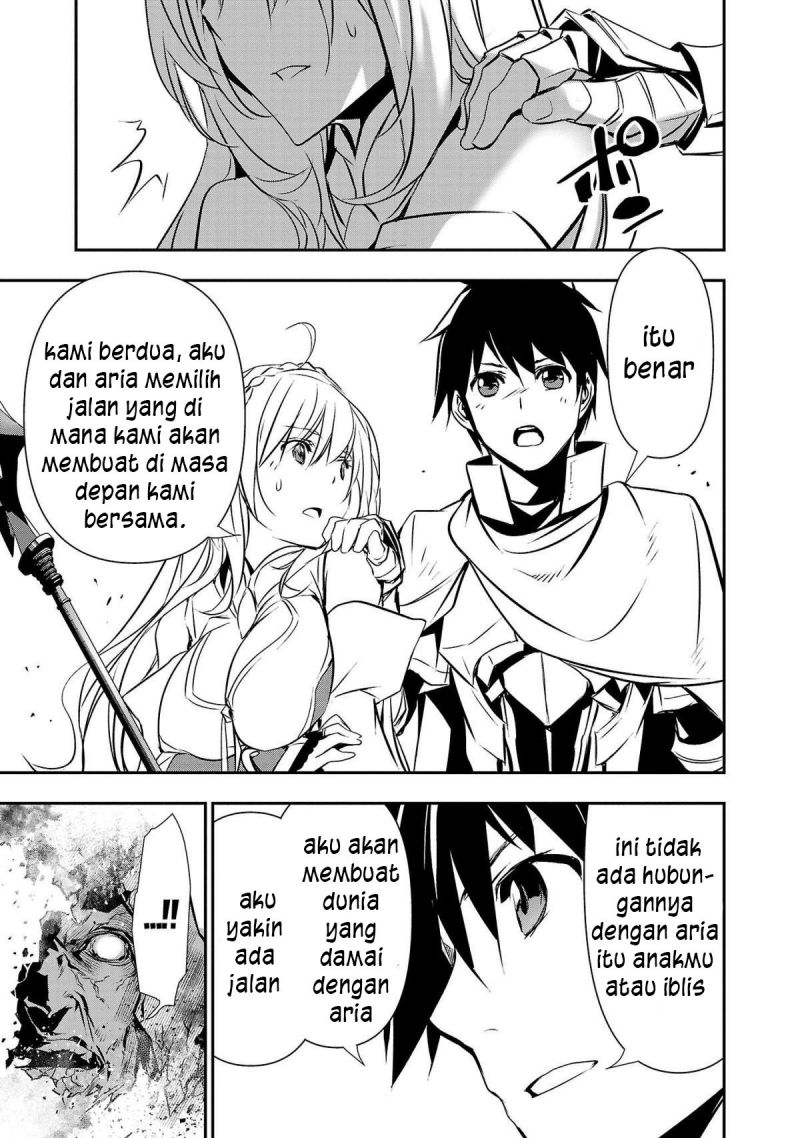 ポ
ン
itu
benar
kami berdua, aku
dan aria memilih
jalan yang di
mana kami akan
membuat di masa
depan kami
bersama.
ini tidak
ada hubun-
gannya
dengan aria
itu anakmu
atau iblis
aku akan
membuat
dunia
yang
damai
dengan
aria
aku
yakin
ada
jalan
....!!